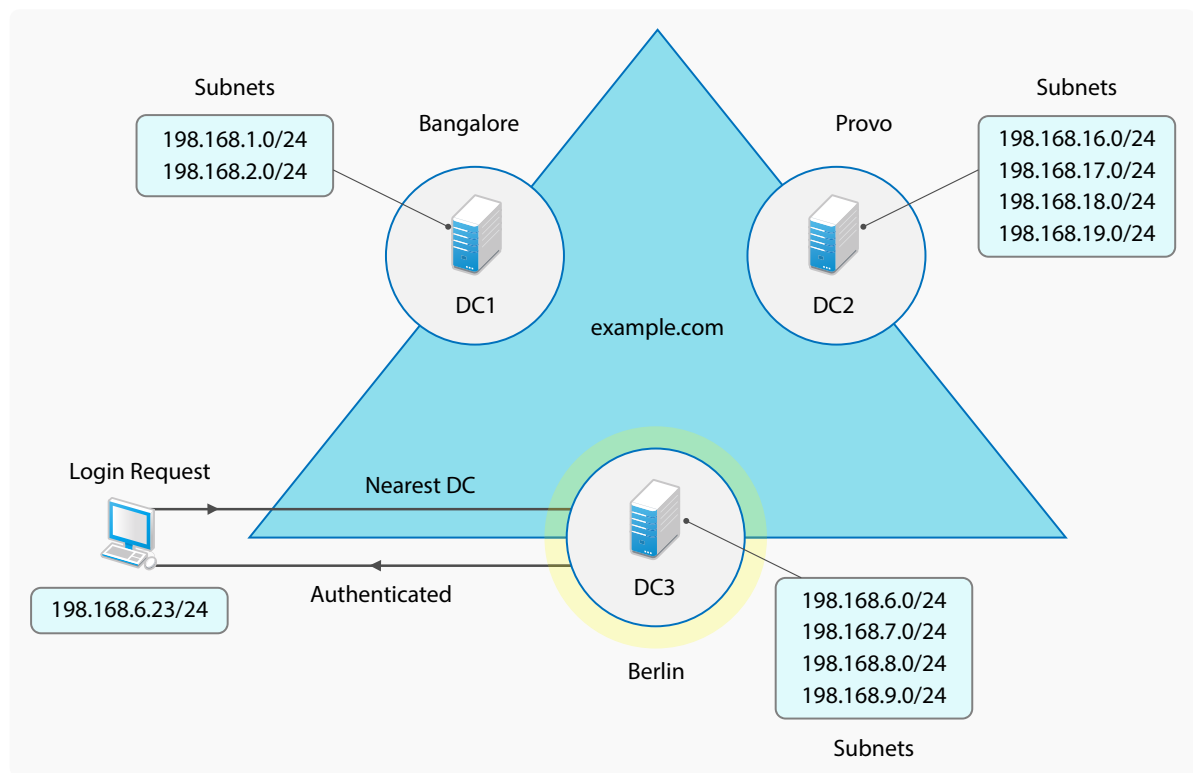 Subnets
198.168.1.0/24
198.168.2.0/24
Bangalore
DC1
Provo
DC2
Subnets
198.168.16.0/24
198.168.17.0/24
198.168.18.0/24
198.168.19.0/24
example.com
Login Request
Nearest DC
Authenticated
198.168.6.23/24
DC3
Berlin
198.168.6.0/24
198.168.7.0/24
198.168.8.0/24
198.168.9.0/24
Subnets